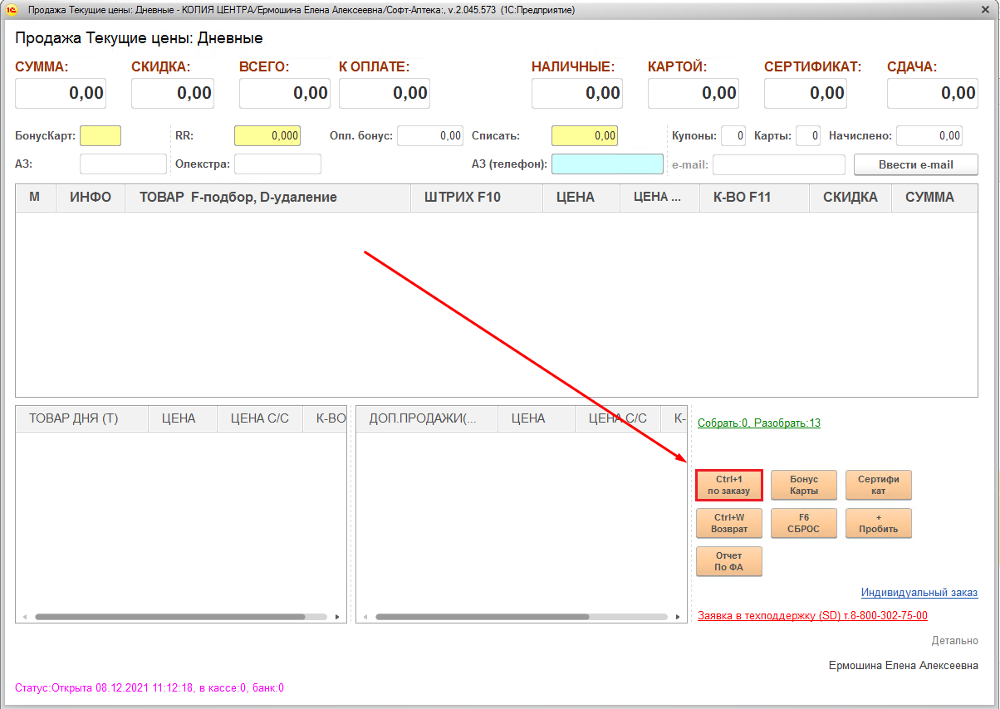 Продажа Текущие цены: Дневные - КОПИЯ ЦЕНТРА/Ермошина Елена Алексеевна/Софт-Аптека:, v.2.045.573 (1С:Предприятие)
Продажа Текущие цены: Дневные
СУММА: СКИДКА: ВСЕГО: К ОПЛАТЕ: НАЛИЧНЫЕ: КАРТОЙ: СЕРТИФИКАТ: СДАЧА:
0,00 0,00 0,00 0,00 0,00 0,00 0,00 0,00
БонусКарт: RR: 0,000 Опл. бонус: 0,00 Списать: 0,00 Купоны: 0 Карты: 0 Начислено: 0,00
АЗ: Олекстра: АЗ (телефон): e-mail: Ввести e-mail
М ИНФО ТОВАР F-подбор, D-удаление ШТРИХ F10 ЦЕНА ЦЕНА ... К-ВО F11 СКИДКА СУММА
ТОВАР ДНЯ (Т) ЦЕНА ЦЕНА С/С К-ВО ДОП.ПРОДАЖИ(... ЦЕНА ЦЕНА С/С К-
Собрать:0, Разобрать:13
Ctrl+1 Бонус Сертифи
по заказу Карты кат
Ctrl+W F6 +
Возврат СБРОС Пробить
Отчет
По ФА
Индивидуальный заказ
Заявка в техподдержку (SD) т.8-800-302-75-00
Детально
Ермошина Елена Алексеевна
Статус:Открыта 08.12.2021 11:12:18, в кассе:0, банк:0